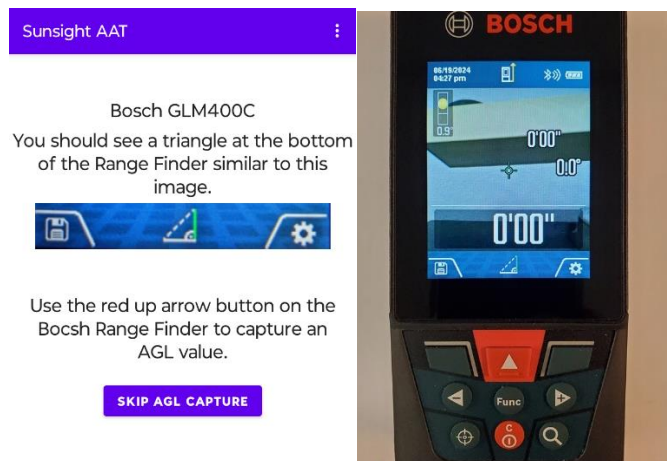 Sunsight AAT
Bosch GLM400C
You should see a triangle at the bottom
of the Range Finder similar to this
image.
Use the red up arrow button on the
Bocsh Range Finder to capture an
AGL value.
SKIP AGL CAPTURE
BOSCH
06/19/2024
04:27 pm
0.9°
0'00"
0.0°
0'00"
Func
C